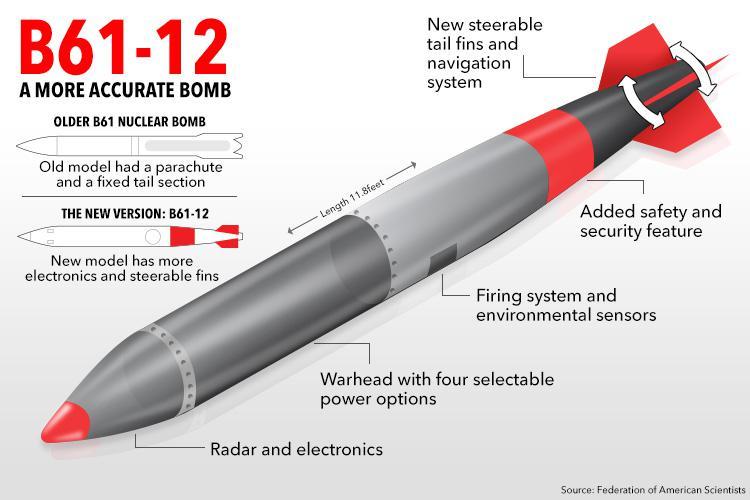 B61-12
A MORE ACCURATE BOMB
OLDER B61 NUCLEAR BOMB
Old model had a parachute
and a fixed tail section
THE NEW VERSION: B61-12
New model has more
electronics and steerable fins
New steerable
tail fins and
navigation
system
Length 11.8feet
Added safety and
security feature
Firing system and
environmental sensors
Warhead with four selectable
power options
Radar and electronics
Source: Federation of American Scientists